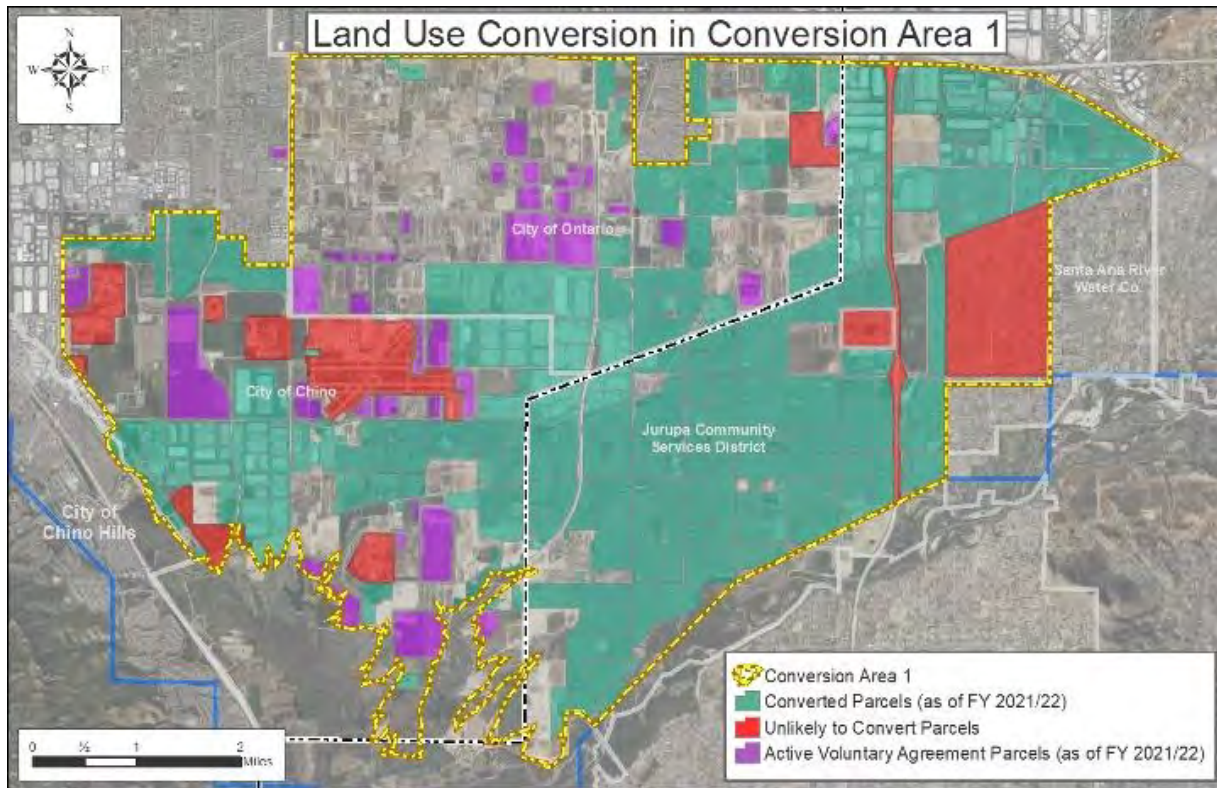 Land Use Conversion in Conversion Area 1
N
W
E
S
City of Ontario
Santa Ana River
Water Co.
City of Chino
Jurupa Community
Services District
City of
Chino Hills
Conversion Area 1
Converted Parcels (as of FY 2021/22)
Unlikely to Convert Parcels
Active Voluntary Agreement Parcels (as of FY 2021/22)
0 ½ 1 2
Miles